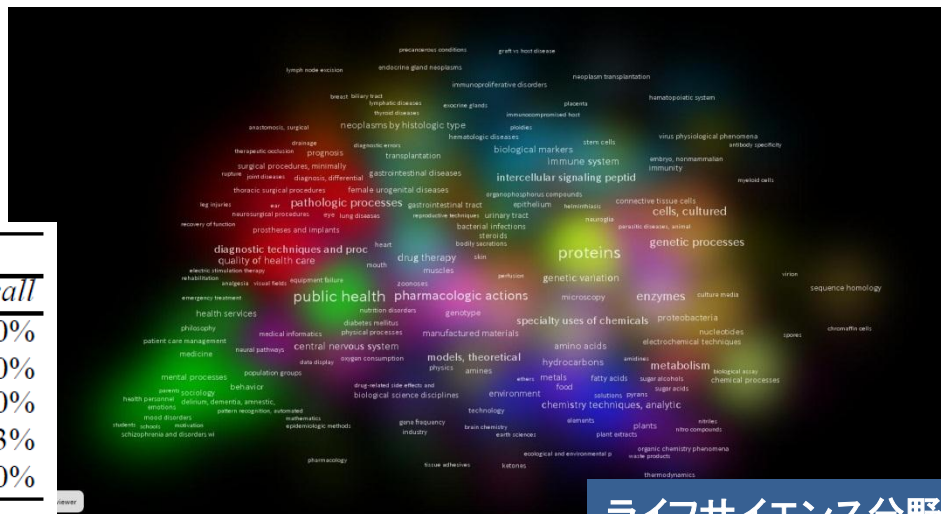 precancerous conditions
graft vs host disease
lymph node excision
endocrine gland neoplasms
neoplasm transplantation
immunoproliferative disorders
breast
biliary tract
hematopoietic system
lymphatic diseases
exocrine glands
placenta
thyroid diseases
immunocompromised host
anastomosis, surgical
neoplasms by histologic type
ploidies
hematologic diseases
virus physiological phenomena
drainage
diagnostic errors
stem cells
antibody specificity
therapeutic occlusion
prognosis
transplantation
biological markers
immune system
embryo, nonmammalian
surgical procedures, minimally
immunity
rupture
joint diseases
diagnosis, differential
gastrointestinal diseases
intercellular signaling peptid
myeloid cells
thoracic surgical procedures
female urogenital diseases
organophosphorus compounds
connective tissue cells
leg injuries
ear
pathologic processes
gastrointestinal tract
epithelium
helminthiasis
cells, cultured
neurosurgical procedures
eye
lung diseases
reproductive techniques
urinary tract
neuroglia
recovery of function
prostheses and implants
bacterial infections
parasitic diseases, animal
steroids
genetic processes
diagnostic techniques and proc
heart
bodily secretions
quality of health care
drug therapy
skin
proteins
electric stimulation therapy
mouth
muscles
virion
rehabilitation
perfusion
genetic variation
analgesia
visual fields
equipment failure
zoonoses
sequence homology
emergency treatment
public health
pharmacologic actions
microscopy
enzymes
culture media
nutrition disorders
genotype
health services
diabetes mellitus
specialty uses of chemicals
proteobacteria
philosophy
physical processes
manufactured materials
nucleotides
chromaffin cells
patient care management
medical informatics
electrochemical techniques
spores
medicine
neural pathways
central nervous system
amino acids
data display
oxygen consumption
models, theoretical
hydrocarbons
amidines
metabolism
population groups
physics
amines
biological assay
mental processes
ethers
metals
fatty acids
sugar alcohols
chemical processes
parents
sociology
behavior
drug-related side effects and
food
sugar acids
health personnel
delirium, dementia, amnestic,
biological science disciplines
environment
solutions
pyrans
emotions
pattern recognition, automated
technology
chemistry techniques, analytic
mood disorders
mathematics
elements
nitriles
students
schools
motivation
epidemiologic methods
gene frequency
brain chemistry
plants
nitro compounds
schizophrenia and disorders wi
industry
earth sciences
plant extracts
organic chemistry phenomena
ecological and environmental p
waste products
pharmacology
tissue adhesives
ketones
thermodynamics
all
0%
0%
0%
3%
0%
viewer
ライフサイエンス分野